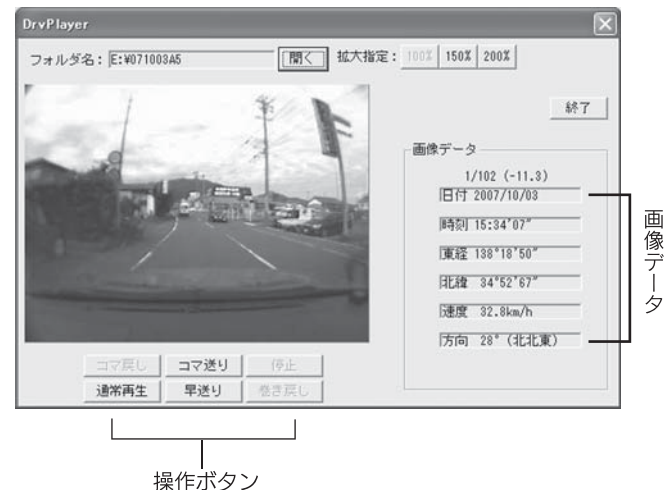 DrvPlayer
フォルダ名： E:¥071003A5 開く 拡大指定： 100% 150% 200%
終了
画像データ
1/102 (-11.3)
日付 2007/10/03
時刻 15:34'07"
東経 138°18'50"
北緯 34°52'67"
速度 32.8km/h
方向 28° (北北東)
コマ戻し コマ送り 停止
通常再生 早送り 巻き戻し
操作ボタン
画像データ